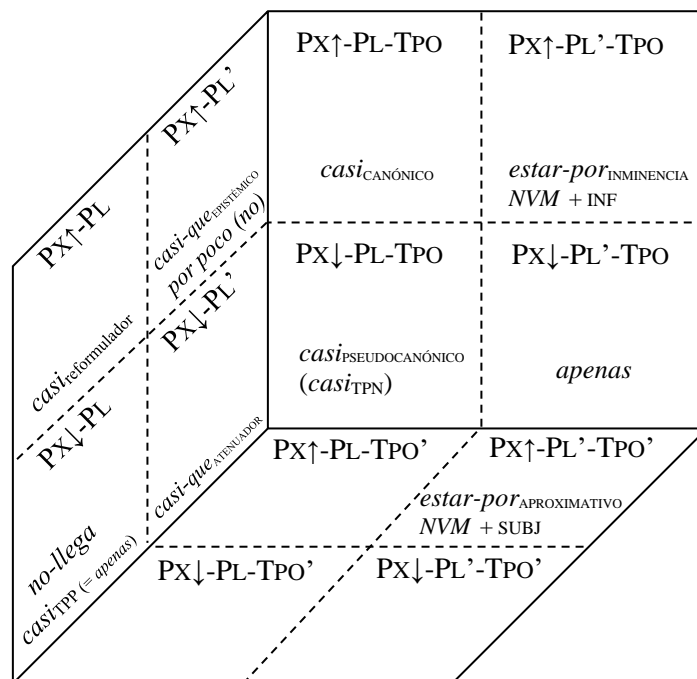 PX↑-PL-TPO
PX↑-PL’-TPO
casiCANÓNICO
estar-porINMINENCIA
NVM + INF
PX↓-PL-TPO
PX↓-PL’-TPO
casiPSEUDOCANÓNICO
(casiTPN)
apenas
PX↑-PL
PX↑-PL’
casireformulador
casi-queEPISTÉMICO
por poco (no)
PX↓-PL
PX↓-PL’
no-llega
casiTPP (= apenas)
casi-queATENUADOR
PX↑-PL-TPO’
PX↑-PL’-TPO’
estar-porAPROXIMATIVO
NVM + SUBJ
PX↓-PL-TPO’
PX↓-PL’-TPO’